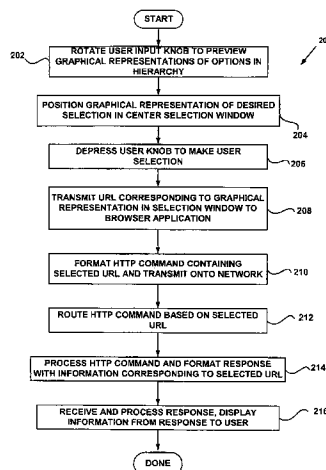 START
20
202
ROTATE USER INPUT KNOB TO PREVIEW
GRAPHICAL REPRESENTATIONS OF OPTIONS IN
HIERARCHY
POSITION GRAPHICAL REPRESENTATION OF DESIRED
SELECTION IN CENTER SELECTION WINDOW
204
DEPRESS USER KNOB TO MAKE USER
SELECTION
206
TRANSMIT URL CORRESPONDING TO GRAPHICAL
REPRESENTATION IN SELECTION WINDOW TO
BROWSER APPLICATION
208
FORMAT HTTP COMMAND CONTAINING
SELECTED URL AND TRANSMIT ONTO NETWORK
210
ROUTE HTTP COMMAND BASED ON SELECTED
URL
212
PROCESS HTTP COMMAND AND FORMAT RESPONSE
WITH INFORMATION CORRESPONDING TO SELECTED URL
214
RECEIVE AND PROCESS RESPONSE, DISPLAY
INFORMATION FROM RESPONSE TO USER
216
DONE